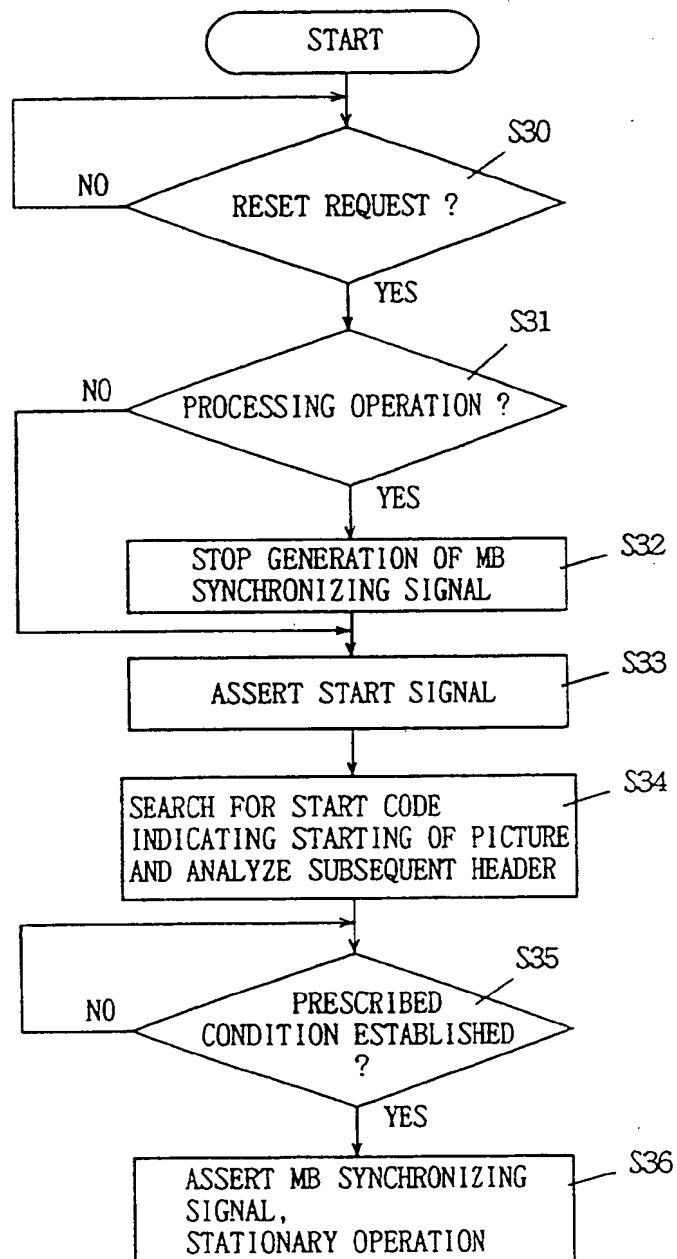 START
S30
NO
RESET REQUEST ?
YES
S31
NO
PROCESSING OPERATION ?
YES
S32
STOP GENERATION OF MB
SYNCHRONIZING SIGNAL
S33
ASSERT START SIGNAL
S34
SEARCH FOR START CODE
INDICATING STARTING OF PICTURE
AND ANALYZE SUBSEQUENT HEADER
S35
NO
PRESCRIBED
CONDITION ESTABLISHED
?
YES
S36
ASSERT MB SYNCHRONIZING
SIGNAL,
STATIONARY OPERATION